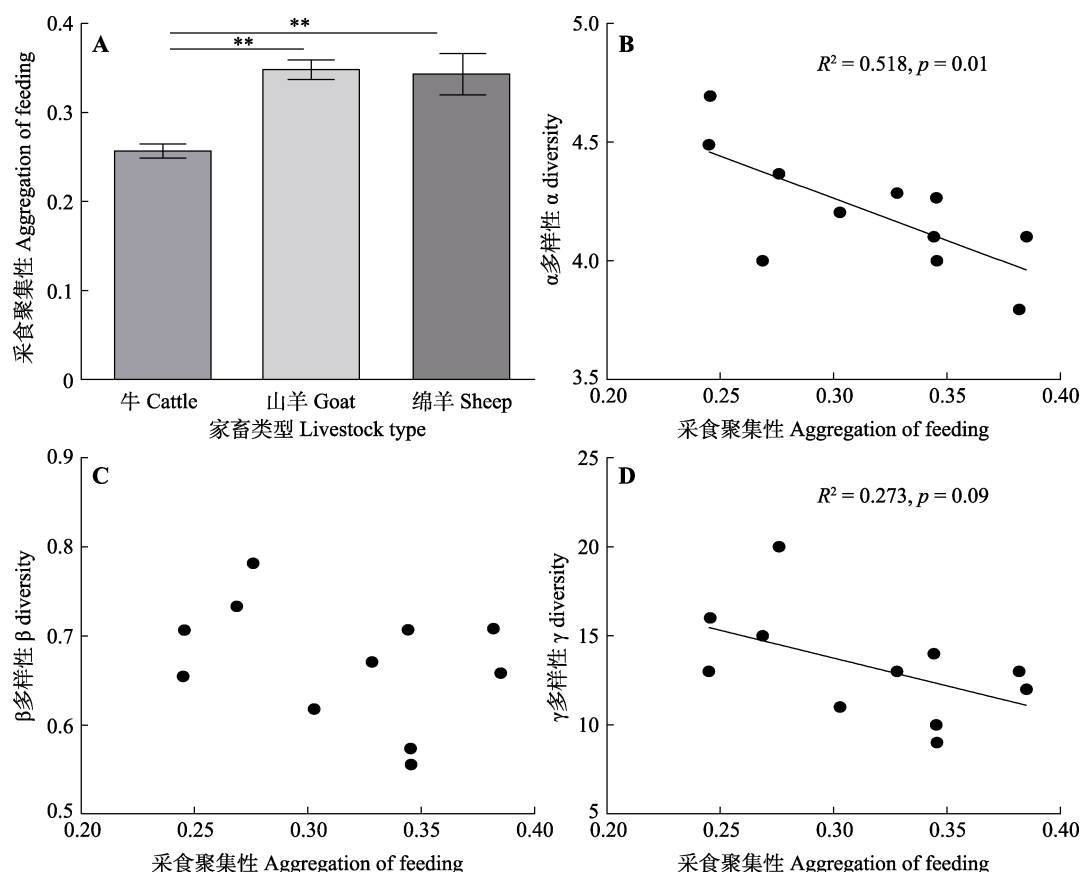 A
**
**
采食聚集性 Aggregation of feeding
0.4
0.3
0.2
0.1
0
牛 Cattle
山羊 Goat
绵羊 Sheep
家畜类型 Livestock type
B
R² = 0.518, p = 0.01
α多样性 α diversity
5.0
4.5
4.0
3.5
0.20
0.25
0.30
0.35
0.40
采食聚集性 Aggregation of feeding
C
β多样性 β diversity
0.9
0.8
0.7
0.6
0.5
0.20
0.25
0.30
0.35
0.40
采食聚集性 Aggregation of feeding
D
R² = 0.273, p = 0.09
γ多样性 γ diversity
25
20
15
10
5
0.20
0.25
0.30
0.35
0.40
采食聚集性 Aggregation of feeding